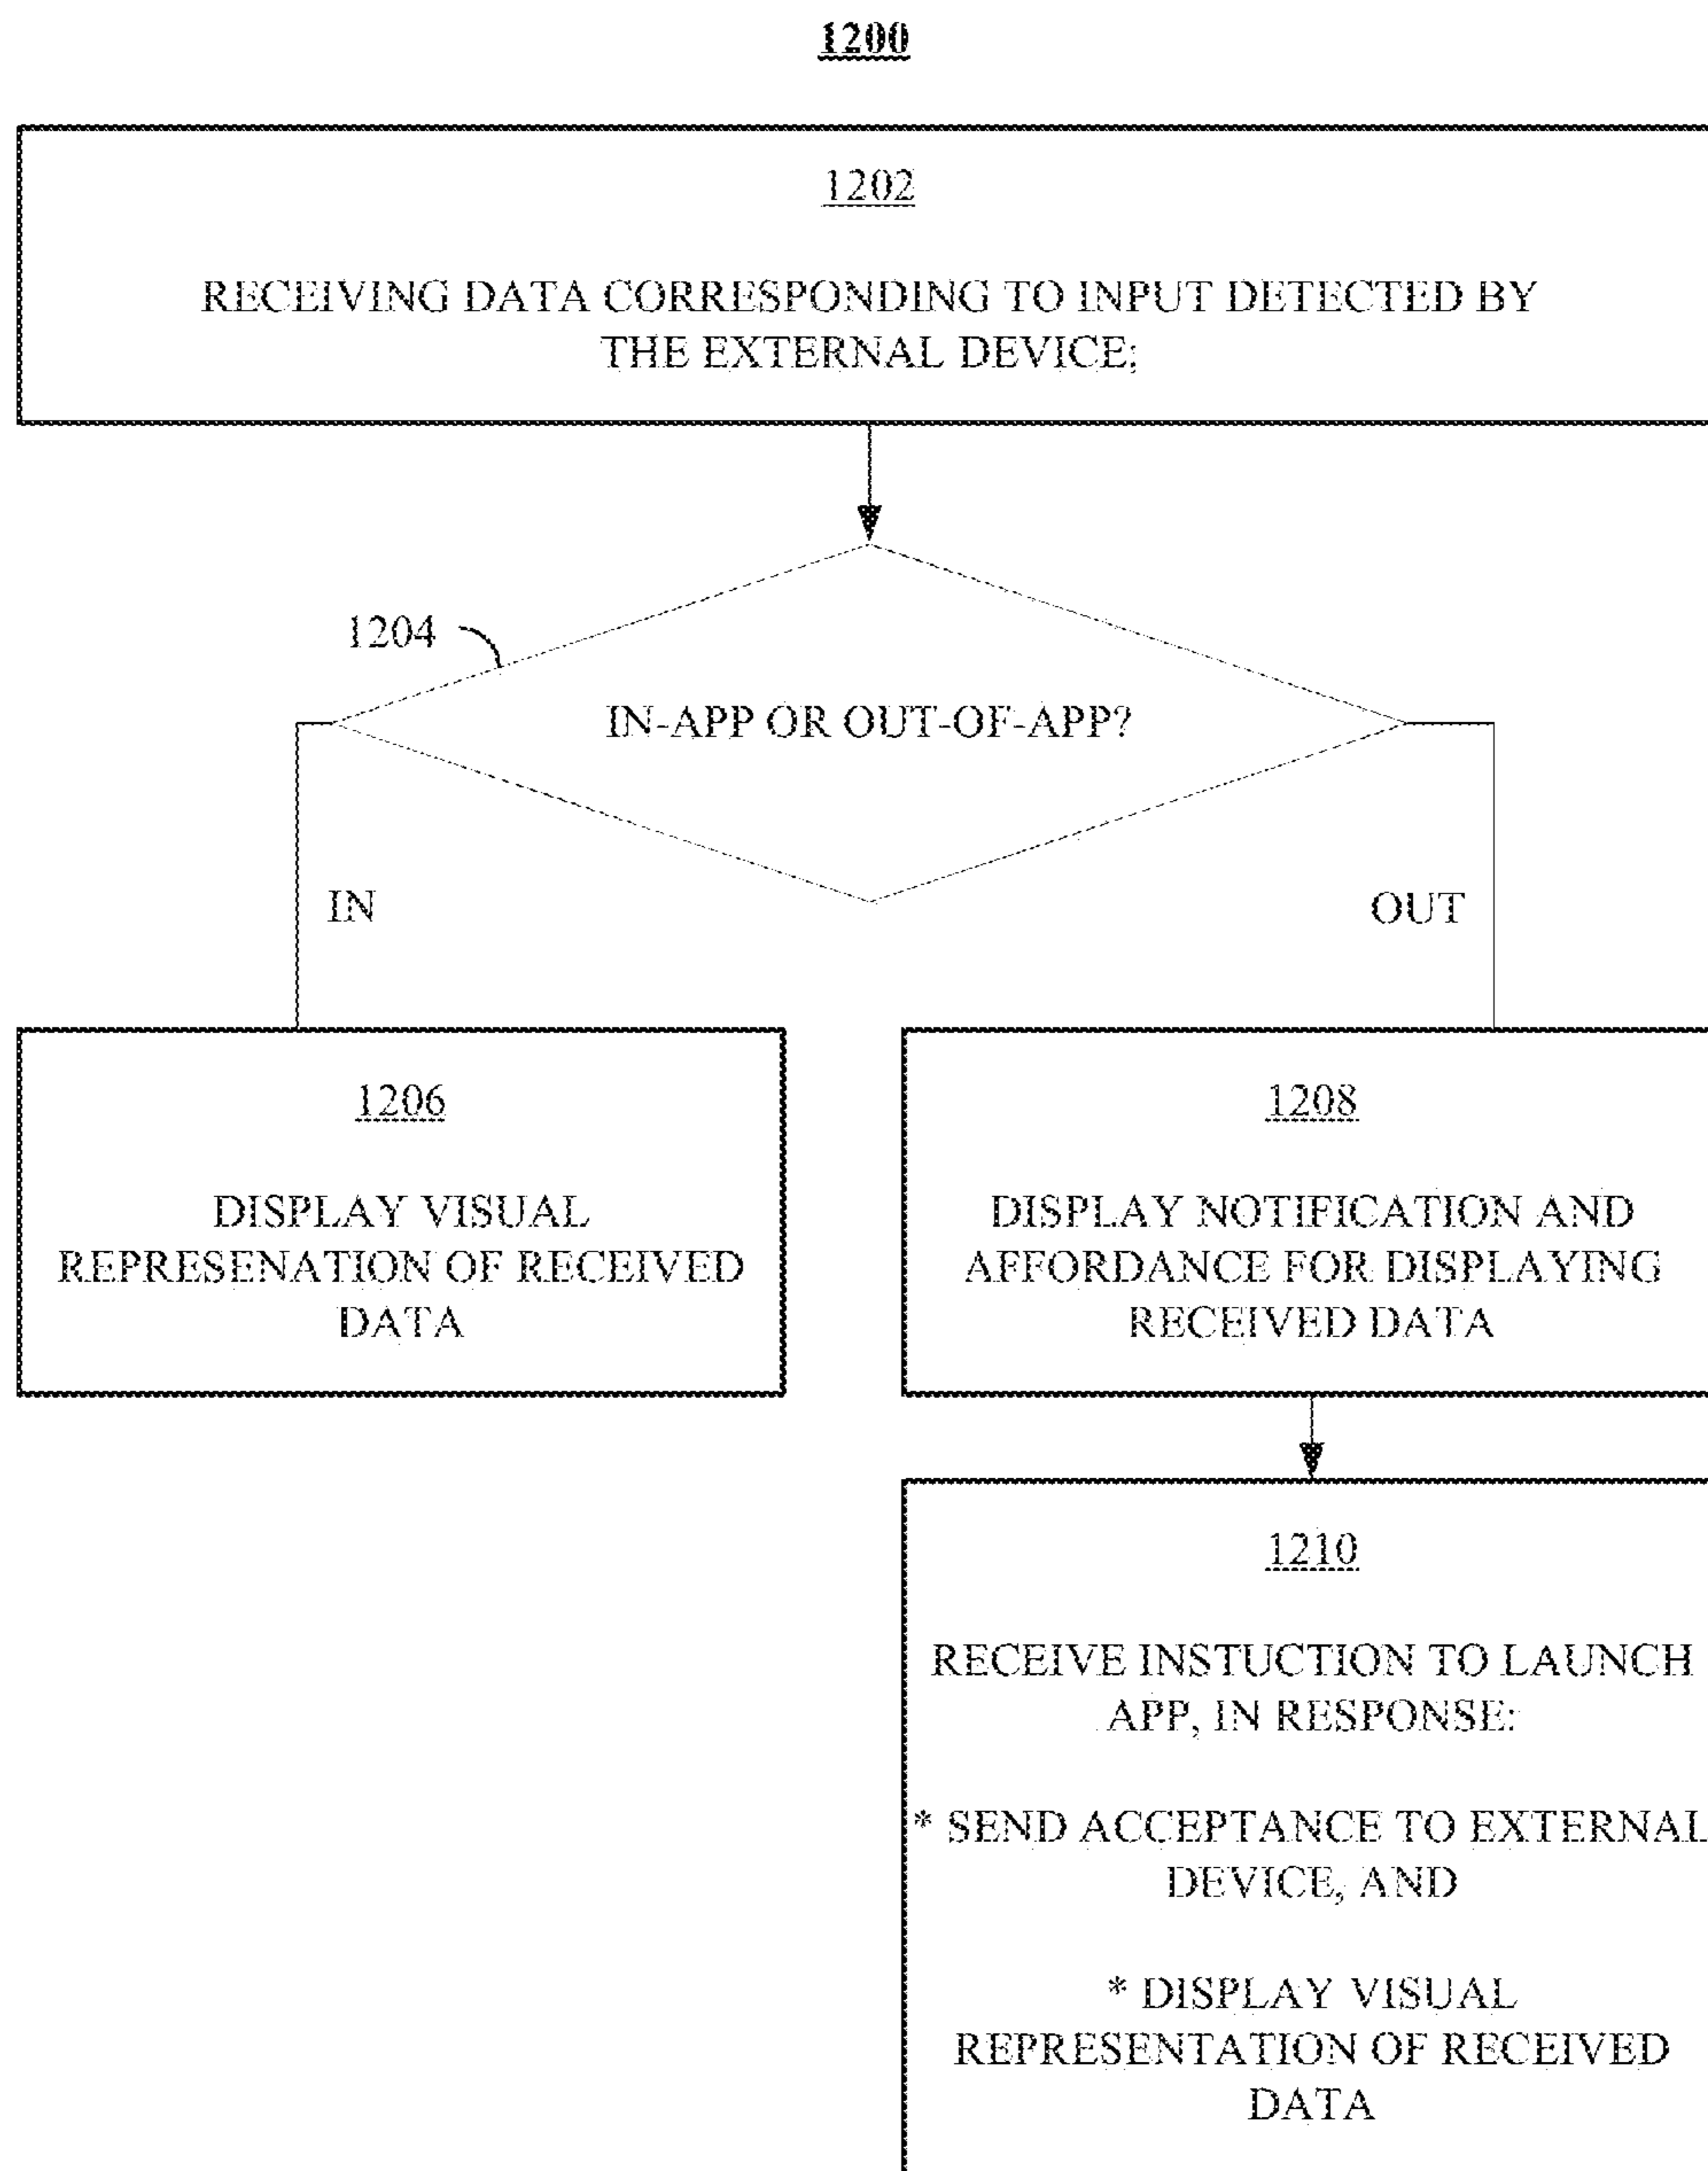 1200
1202
RECEIVING DATA CORRESPONDING TO INPUT DETECTED BY
THE EXTERNAL DEVICE;
1204
IN-APP OR OUT-OF-APP?
IN
OUT
1206
DISPLAY VISUAL
REPRESENATION OF RECEIVED
DATA
1208
DISPLAY NOTIFICATION AND
AFFORDANCE FOR DISPLAYING
RECEIVED DATA
1210
RECEIVE INSTUCTION TO LAUNCH
APP, IN RESPONSE:
* SEND ACCEPTANCE TO EXTERNAL
DEVICE, AND
* DISPLAY VISUAL
REPRESENTATION OF RECEIVED
DATA